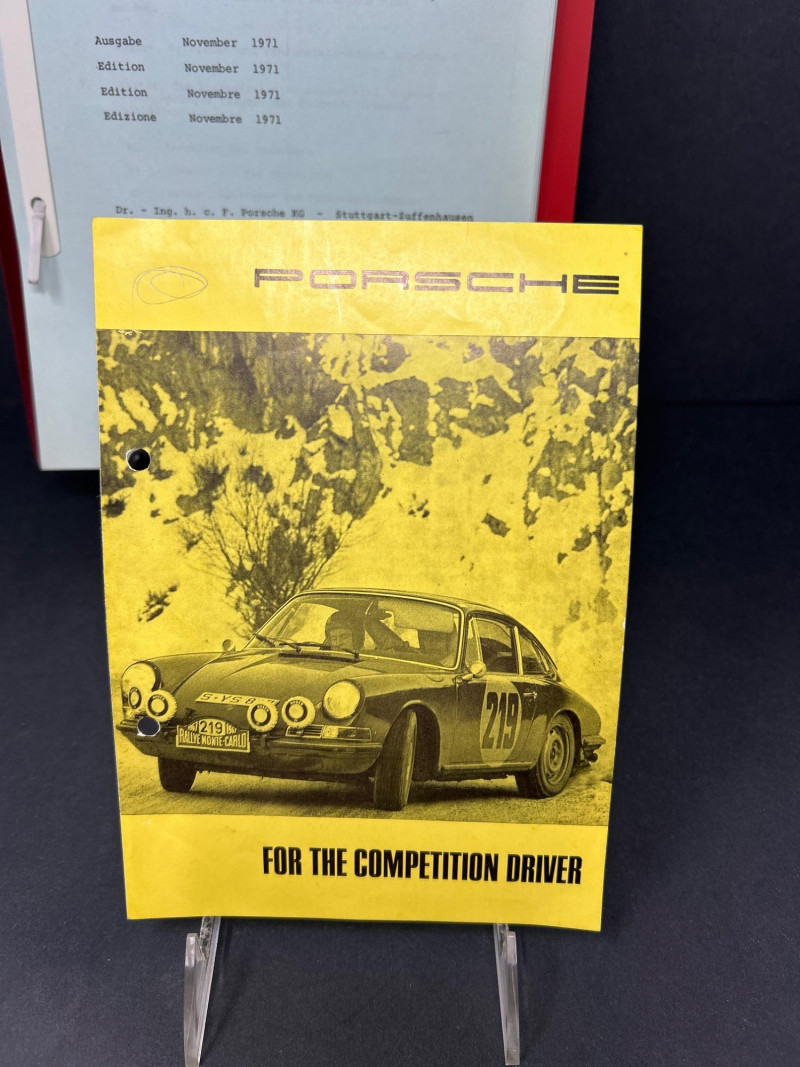 Ausgabe November 1971
Edition November 1971
Edition Novembre 1971
Edizione Novembre 1971
Dr. - Ing. h. c. F. Porsche KG - Stuttgart-Zuffenhausen
PORSCHE
S·YS
219
219
RALLYE MONTE-CARLO
FOR THE COMPETITION DRIVER